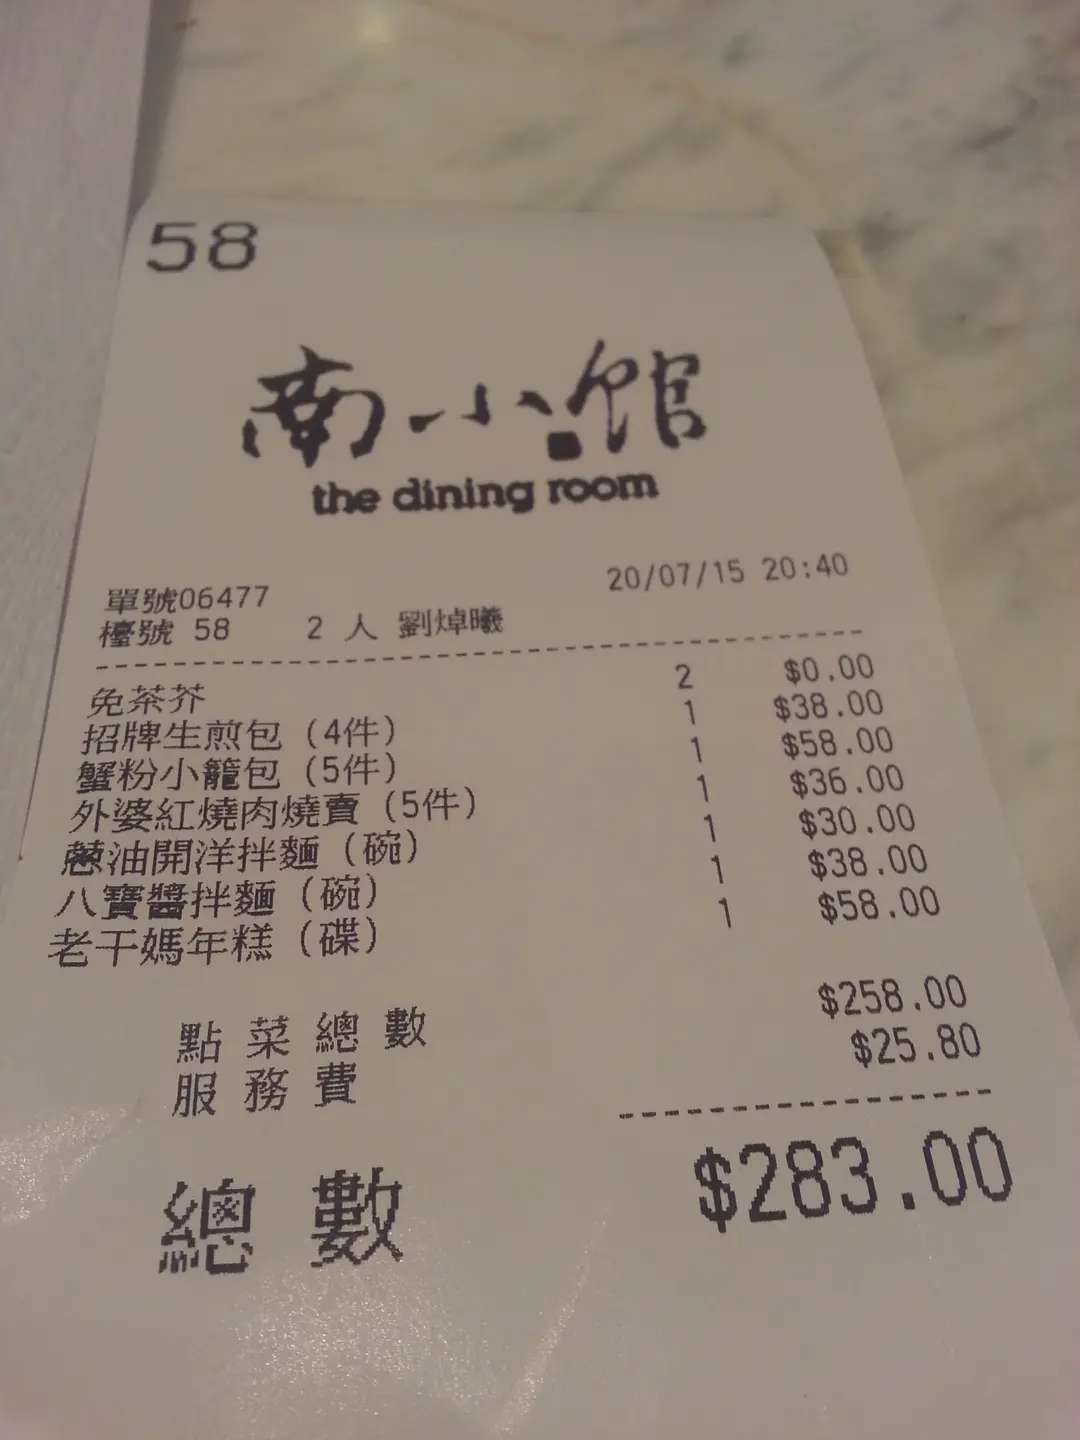 58
南小館
the dining room
單號06477 20/07/15 20:40
檯號 58 2 人 劉焯曦
免茶芥 2 $0.00
招牌生煎包 (4件) 1 $38.00
蟹粉小籠包 (5件) 1 $58.00
外婆紅燒肉燒賣 (5件) 1 $36.00
蔥油開洋拌麵 (碗) 1 $30.00
八寶醬拌麵 (碗) 1 $38.00
老干媽年糕 (碟) 1 $58.00
點菜總數 $258.00
服務費 $25.80
總數 $283.00